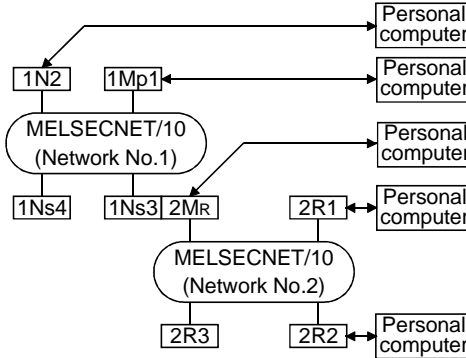 Personal
computer
1N2
1Mp1
Personal
computer
MELSECNET/10
(Network No.1)
Personal
computer
1Ns4
1Ns3
2MR
2R1
Personal
computer
MELSECNET/10
(Network No.2)
2R3
2R2
Personal
computer